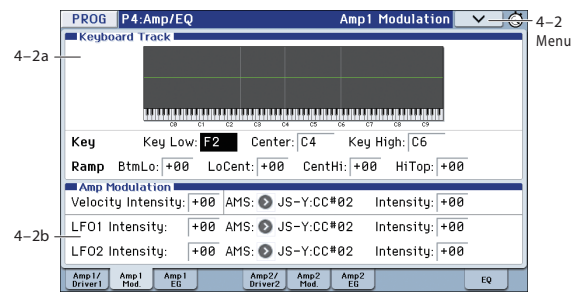 PROG P4:Amp/EQ Amp1 Modulation
4–2
Menu
Keyboard Track
4–2a
C0 C1 C2 C3 C4 C5 C6 C7 C8 C9
Key Key Low: F2 Center: C4 Key High: C6
Ramp BtmLo: +00 LoCent: +00 CentHi: +00 HiTop: +00
Amp Modulation
Velocity Intensity: +00 AMS: JS-Y:CC#02 Intensity: +00
4–2b
LFO1 Intensity: +00 AMS: JS-Y:CC#02 Intensity: +00
LFO2 Intensity: +00 AMS: JS-Y:CC#02 Intensity: +00
Amp1/ Driver1 Amp1 Mod. Amp1 EG Amp2/ Driver2 Amp2 Mod. Amp2 EG EQ